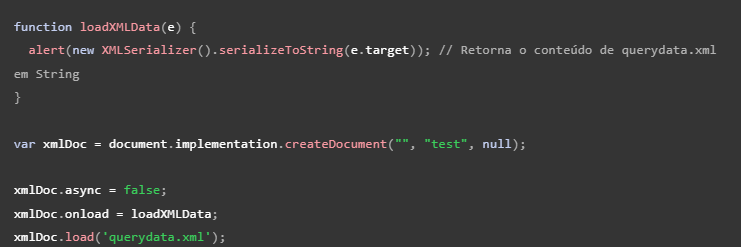 function loadXMLData(e) {
  alert(new XMLSerializer().serializeToString(e.target)); // Retorna o conteúdo de querydata.xml
em String
}
var xmlDoc = document.implementation.createDocument("", "test", null);
xmlDoc.async = false;
xmlDoc.onload = loadXMLData;
xmlDoc.load('querydata.xml');